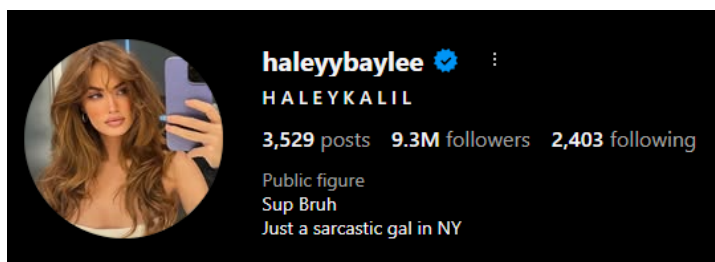 haleyybaylee
H A L E Y K A L I L
3,529 posts 9.3M followers 2,403 following
Public figure
Sup Bruh
Just a sarcastic gal in NY